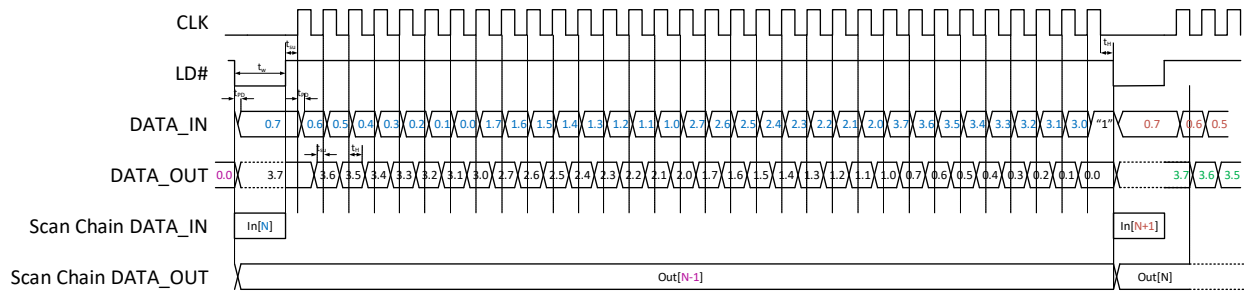 CLK
tsu tH
LD# tw
tPD tPD
DATA_IN 0.7 0.6 0.5 0.4 0.3 0.2 0.1 0.0 1.7 1.6 1.5 1.4 1.3 1.2 1.1 1.0 2.7 2.6 2.5 2.4 2.3 2.2 2.1 2.0 3.7 3.6 3.5 3.4 3.3 3.2 3.1 3.0 "1" 0.7 0.6 0.5
tsu tH
DATA_OUT 0.0 3.7 3.6 3.5 3.4 3.3 3.2 3.1 3.0 2.7 2.6 2.5 2.4 2.3 2.2 2.1 2.0 1.7 1.6 1.5 1.4 1.3 1.2 1.1 1.0 0.7 0.6 0.5 0.4 0.3 0.2 0.1 0.0 3.7 3.6 3.5
Scan Chain DATA_IN In[N] In[N+1]
Scan Chain DATA_OUT Out[N-1] Out[N]